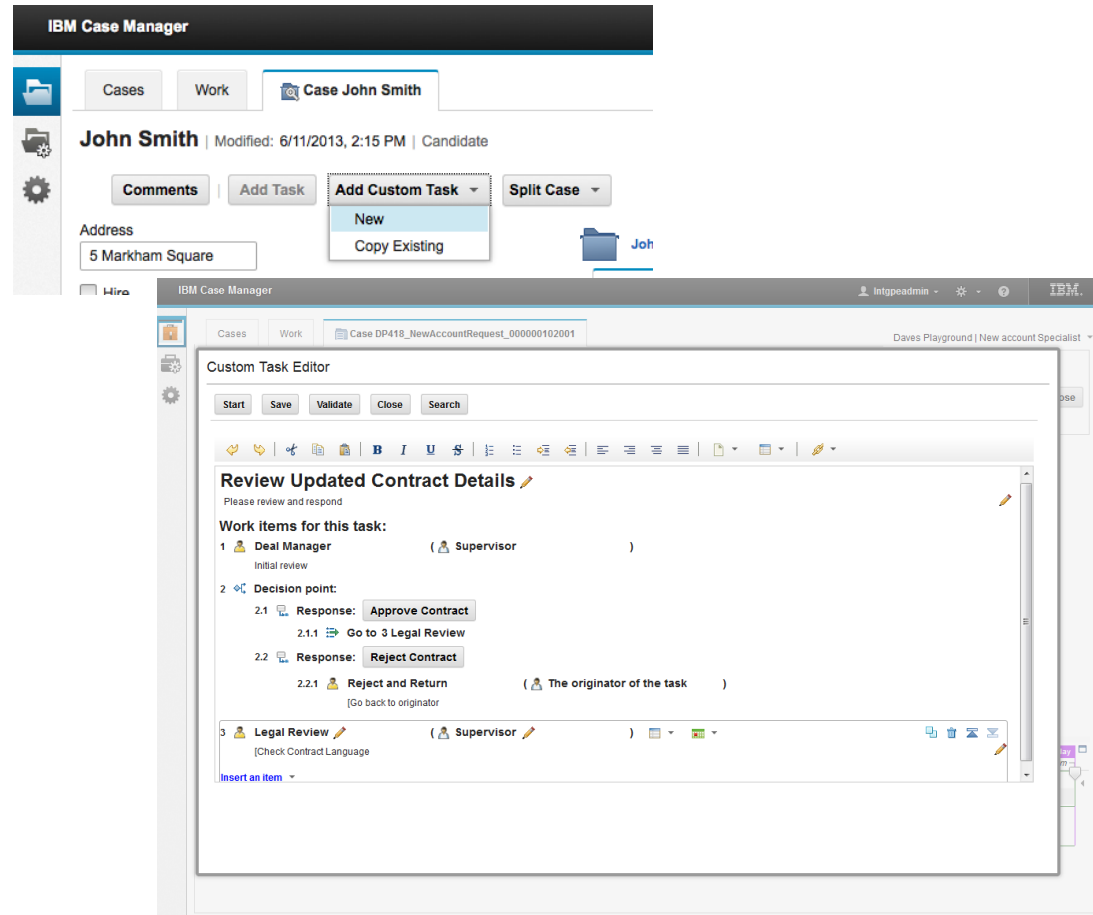 IBM Case Manager
Cases Work Case John Smith
John Smith | Modified: 6/11/2013, 2:15 PM | Candidate
Comments | Add Task Add Custom Task Split Case
New
Copy Existing
Address
5 Markham Square
Hire
IBM Case Manager Intgpeadmin IBM.
Cases Work Case DP418_NewAccountRequest_000000102001
Daves Playground | New account Specialist
Custom Task Editor
Start Save Validate Close Search
B I U S
Review Updated Contract Details
Please review and respond
Work items for this task:
1 Deal Manager ( Supervisor )
Initial review
2 Decision point:
2.1 Response: Approve Contract
2.1.1 Go to 3 Legal Review
2.2 Response: Reject Contract
2.2.1 Reject and Return ( The originator of the task )
[Go back to originator
3 Legal Review ( Supervisor )
[Check Contract Language
Insert an item